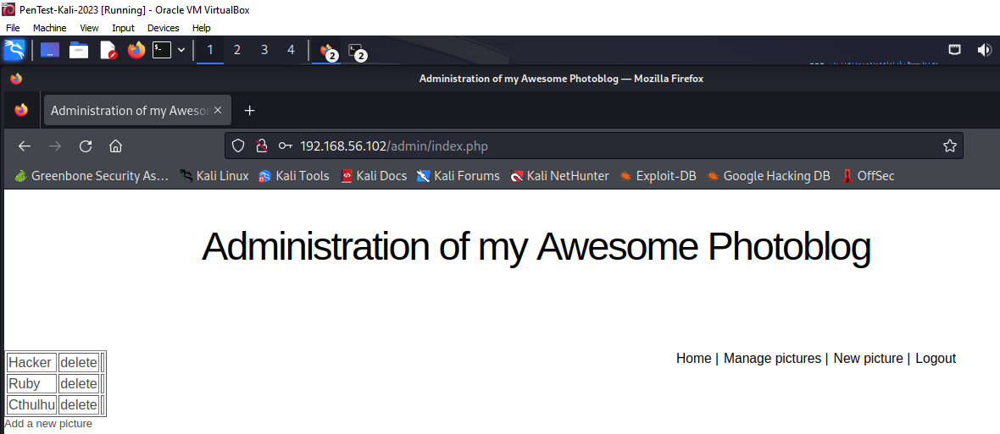 PenTest-Kali-2023 [Running] - Oracle VM VirtualBox
File Machine View Input Devices Help
1 2 3 4 2 2
Administration of my Awesome Photoblog — Mozilla Firefox
Administration of my Aweso
192.168.56.102/admin/index.php
Greenbone Security As... Kali Linux Kali Tools Kali Docs Kali Forums Kali NetHunter Exploit-DB Google Hacking DB OffSec
Administration of my Awesome Photoblog
Home | Manage pictures | New picture | Logout
Hacker delete
Ruby delete
Cthulhu delete
Add a new picture